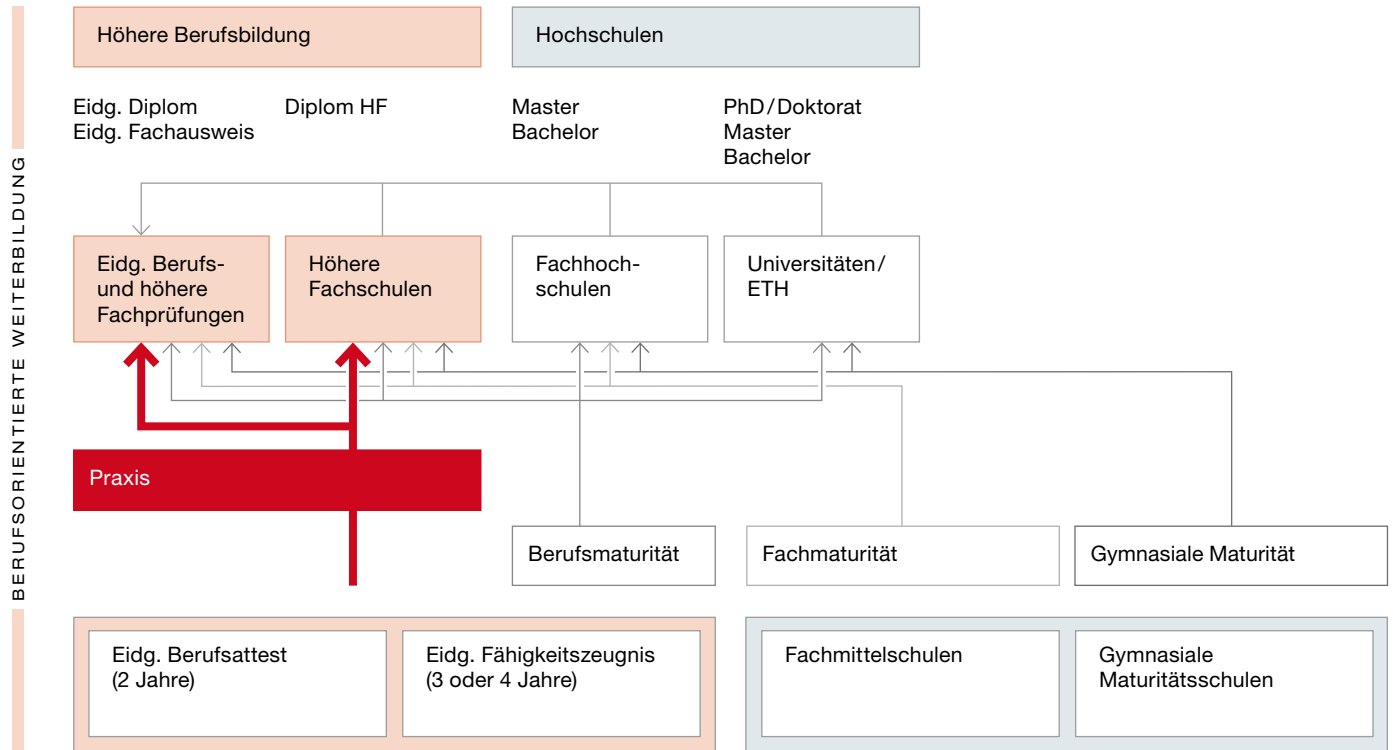 Höhere Berufsbildung
Hochschulen
Eidg. Diplom
Eidg. Fachausweis
Diplom HF
Master
Bachelor
PhD/Doktorat
Master
Bachelor
BERUFSORIENTIERTE WEITERBILDUNG
Eidg. Berufs-
und höhere
Fachprüfungen
Höhere
Fachschulen
Fachhoch-
schulen
Universitäten/
ETH
Praxis
Berufsmaturität
Fachmaturität
Gymnasiale Maturität
Eidg. Berufsattest
(2 Jahre)
Eidg. Fähigkeitszeugnis
(3 oder 4 Jahre)
Fachmittelschulen
Gymnasiale
Maturitätsschulen